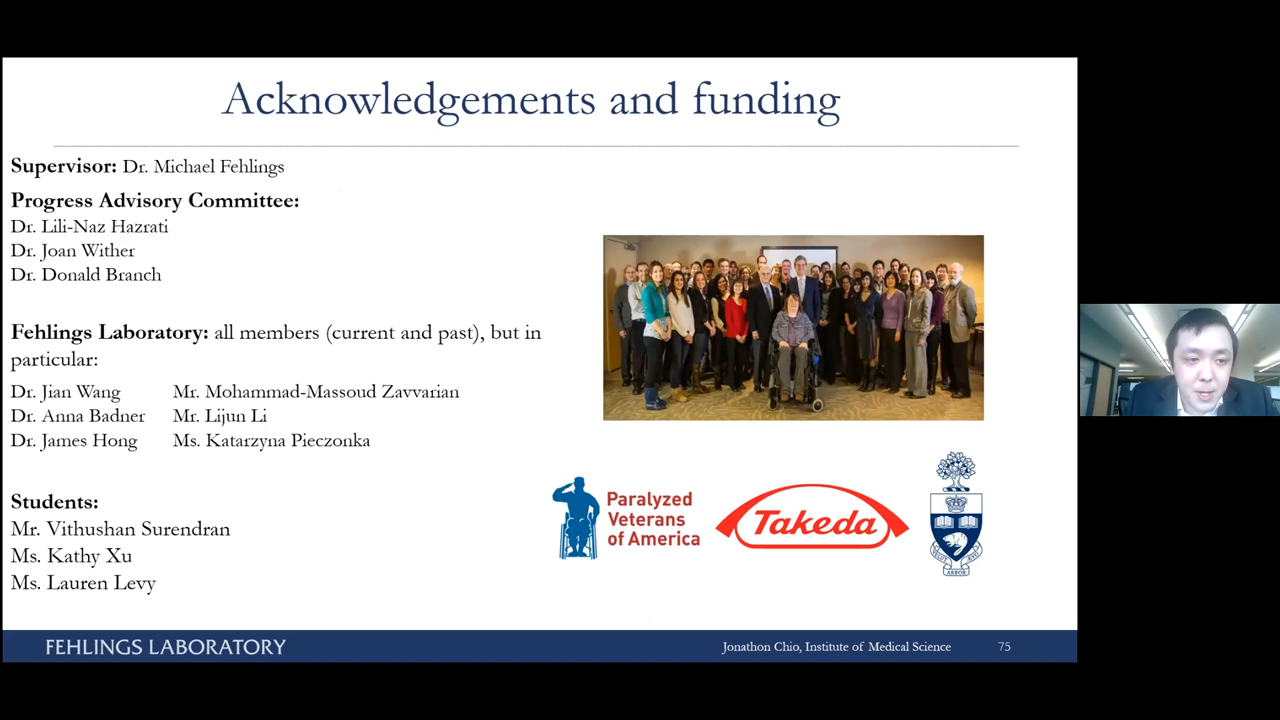 Acknowledgements and funding
Supervisor: Dr. Michael Fehlings
Progress Advisory Committee:
Dr. Lili-Naz Hazrati
Dr. Joan Wither
Dr. Donald Branch
Fehlings Laboratory: all members (current and past), but in
particular:
Dr. Jian Wang Mr. Mohammad-Massoud Zavvarian
Dr. Anna Badner Mr. Lijun Li
Dr. James Hong Ms. Katarzyna Pieczonka
Students:
Mr. Vithushan Surendran
Ms. Kathy Xu
Ms. Lauren Levy
Paralyzed
Veterans
of America
Takeda
ARBOR
FEHLINGS LABORATORY
Jonathon Chio, Institute of Medical Science 75